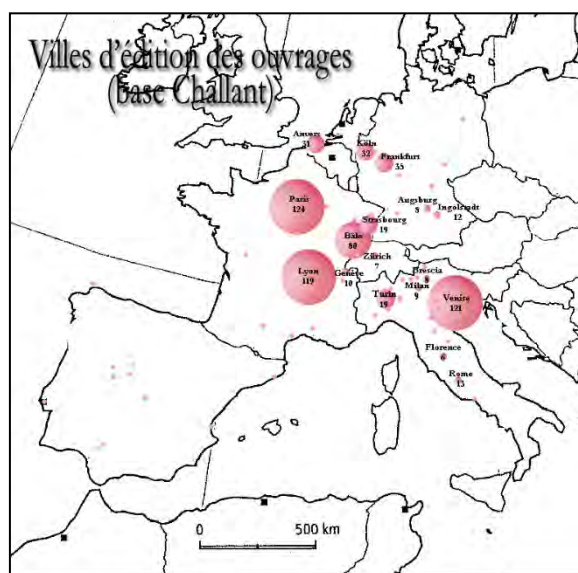 Villes d'édition des ouvrages
(base Challant)
Anvers
31
Köln
32
Frankfurt
35
Paris
124
Augsburg
8
Ingolstadt
12
Strasbourg
19
Bâle
80
Zürich
7
Lyon
119
Genève
10
Brescia
8
Milan
9
Turin
19
Venise
121
Florence
6
Rome
13
0
500 km